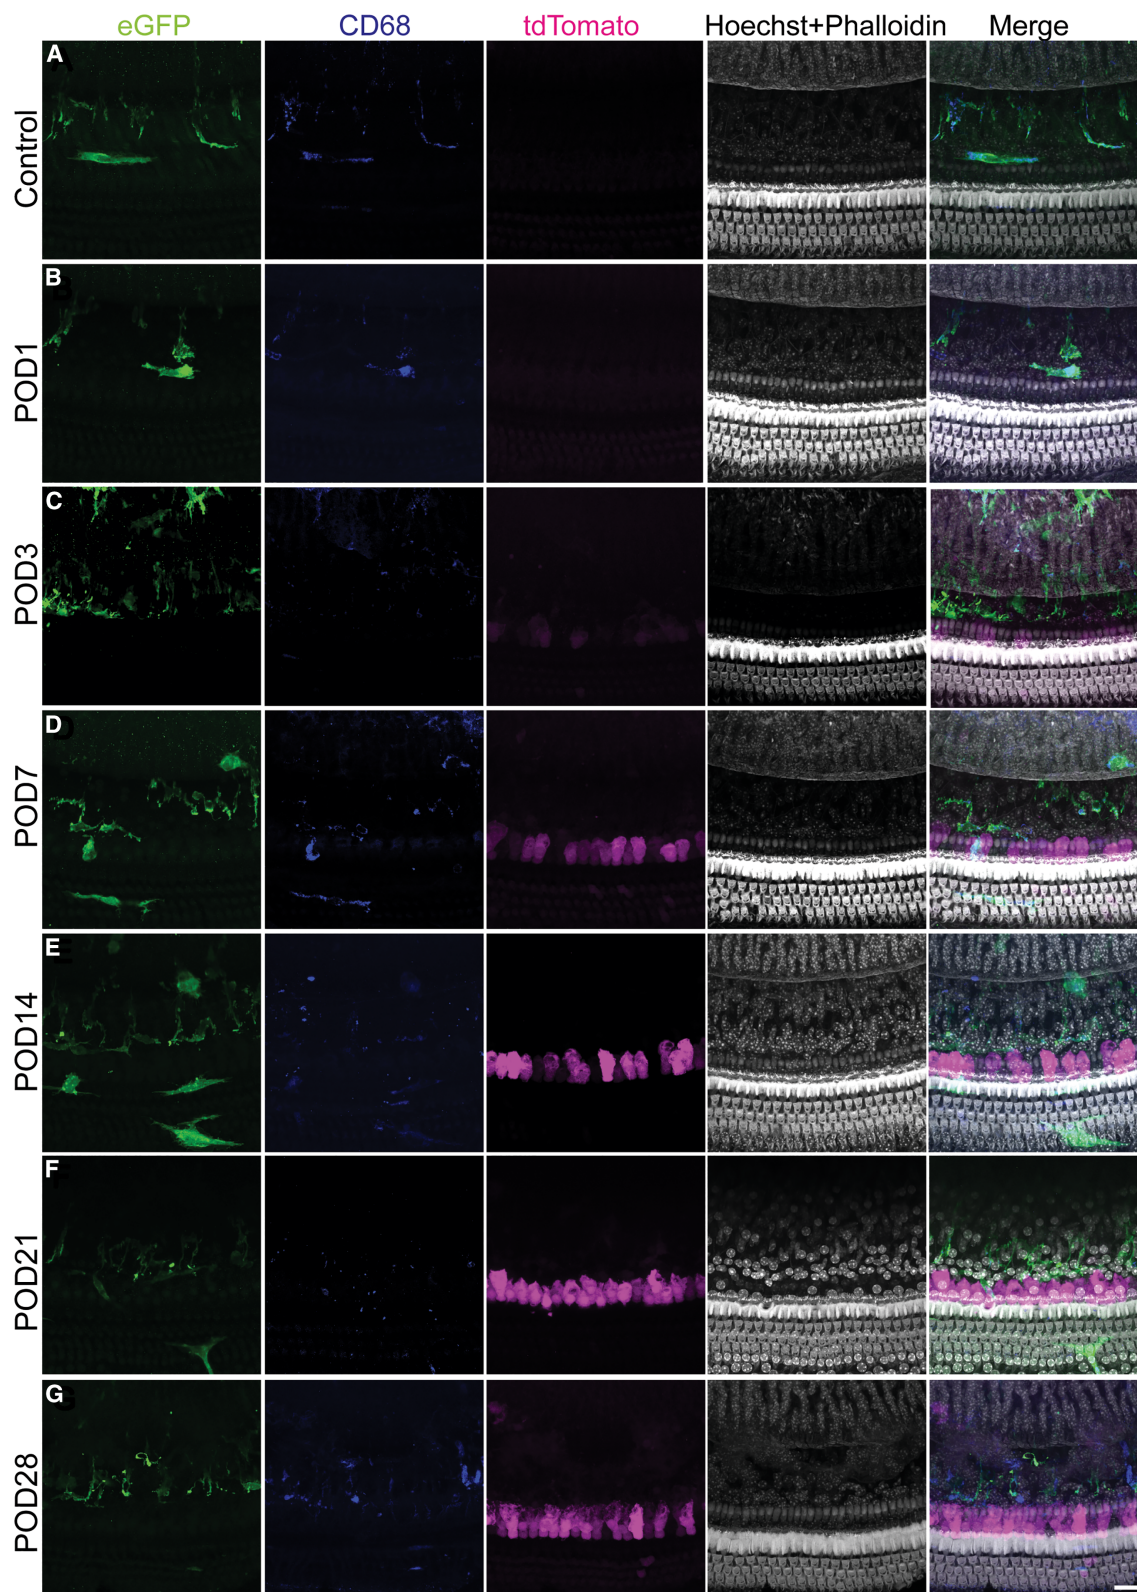 eGFP CD68 tdTomato Hoechst+Phalloidin Merge
A
Control
B
POD1
C
POD3
D
POD7
E
POD14
F
POD21
G
POD28